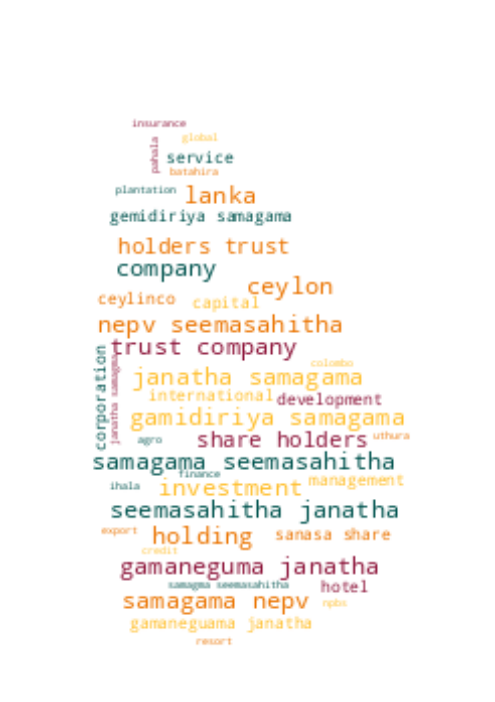 insurance
global
pahala
service
batahira
plantation
lanka
gemidiriya samagama
holders trust
company
ceylon
ceylinco
capital
nepv seemasahitha
trust company
corporation
janatha samagma
colombo
janatha samagama
international
development
gamidiriya samagama
agro
share holders
uthura
samagama seemasahitha
finance
ihala
investment
management
seemasahitha janatha
export
holding
sanasa share
credit
gamaneguma janatha
samagma seemasahitha
hotel
samagama nepv
npbs
gamaneguama janatha
resort